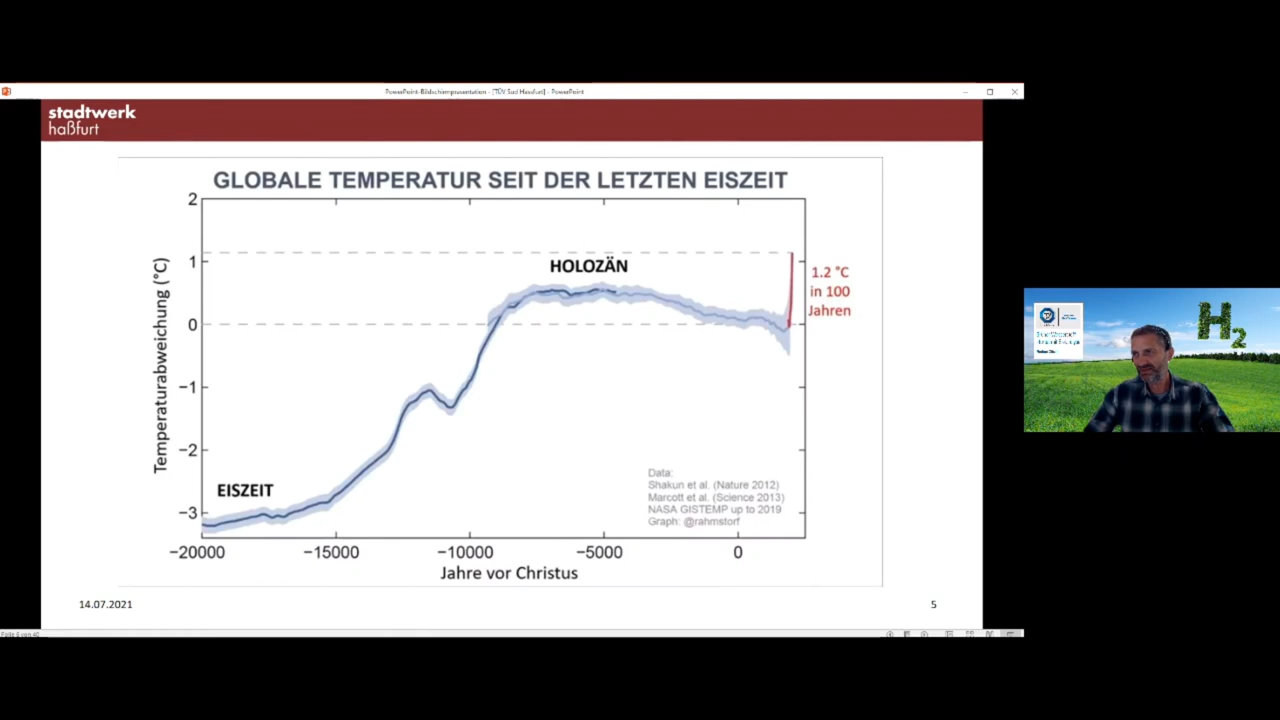 PowerPoint-Bildschirmpräsentation - [TÜV Süd Hassfurt] - PowerPoint
stadtwerk
haßfurt
GLOBALE TEMPERATUR SEIT DER LETZTEN EISZEIT
Temperaturabweichung (°C)
2
1
0
−1
−2
−3
HOLOZÄN
EISZEIT
1.2 °C
in 100
Jahren
Data:
Shakun et al. (Nature 2012)
Marcott et al. (Science 2013)
NASA GISTEMP up to 2019
Graph: @rahmstorf
−20000 −15000 −10000 −5000 0
Jahre vor Christus
14.07.2021
5
H2